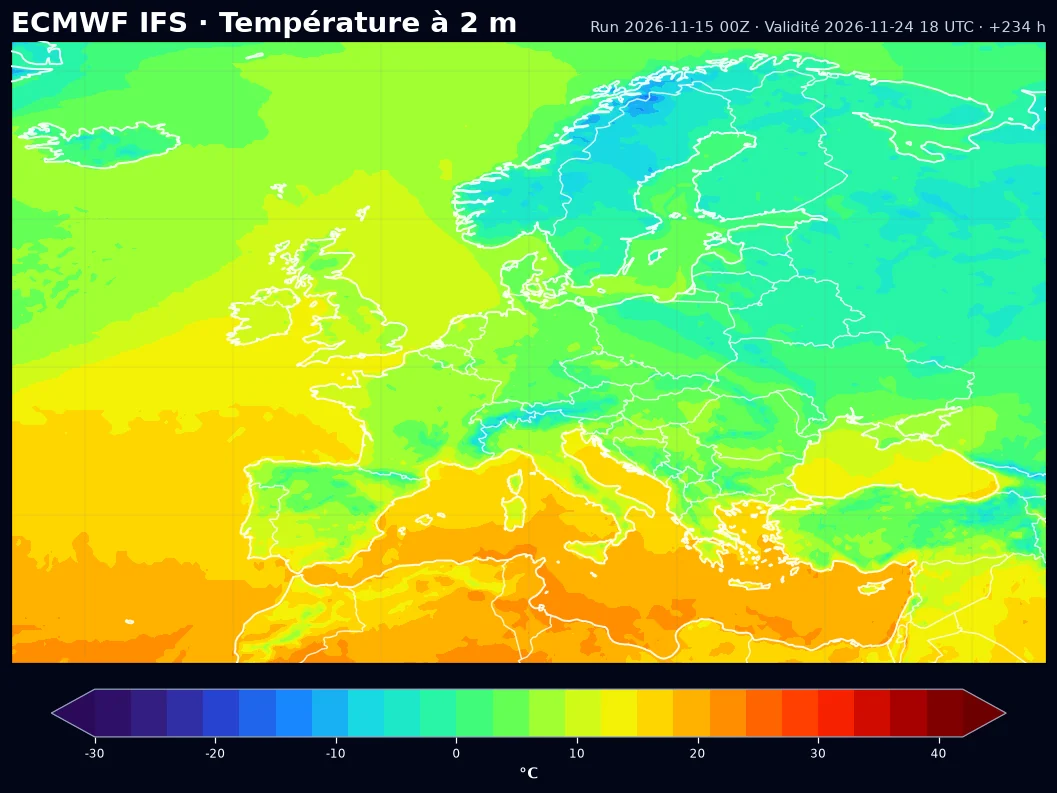 ECMWF IFS · Température à 2 m
Run 2026-11-15 00Z · Validité 2026-11-24 18 UTC · +234 h
-30 -20 -10 0 10 20 30 40
°C